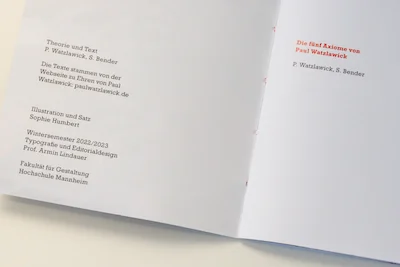 Theorie und Text
P. Watzlawick, S. Bender
Die Texte stammen von der
Webseite zu Ehren von Paul
Watzlawick: paulwatzlawick.de
Illustration und Satz
Sophie Humbert
Wintersemester 2022/2023
Typografie und Editorialdesign
Prof. Armin Lindauer
Fakultät für Gestaltung
Hochschule Mannheim
Die fünf Axiome von
Paul Watzlawick
P. Watzlawick, S. Bender